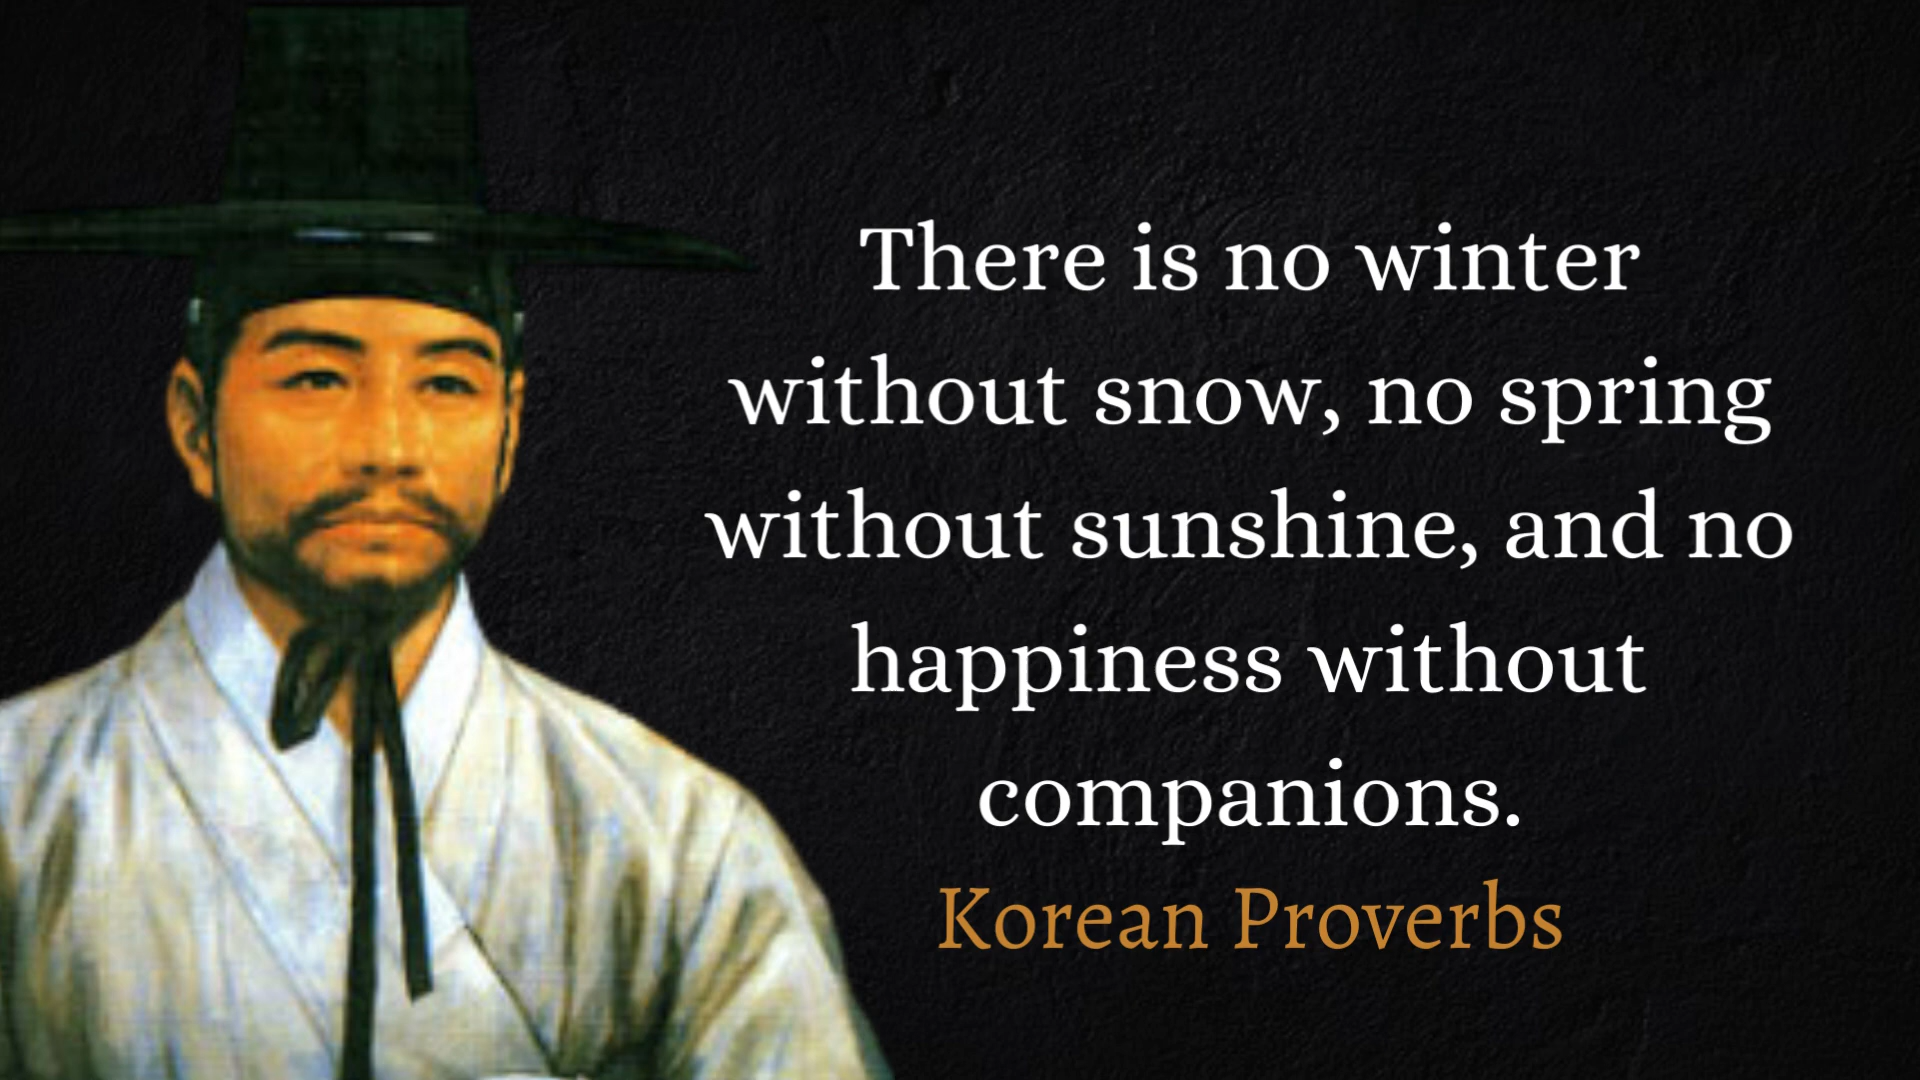 There is no winter
without snow, no spring
without sunshine, and no
happiness without
companions.
Korean Proverbs